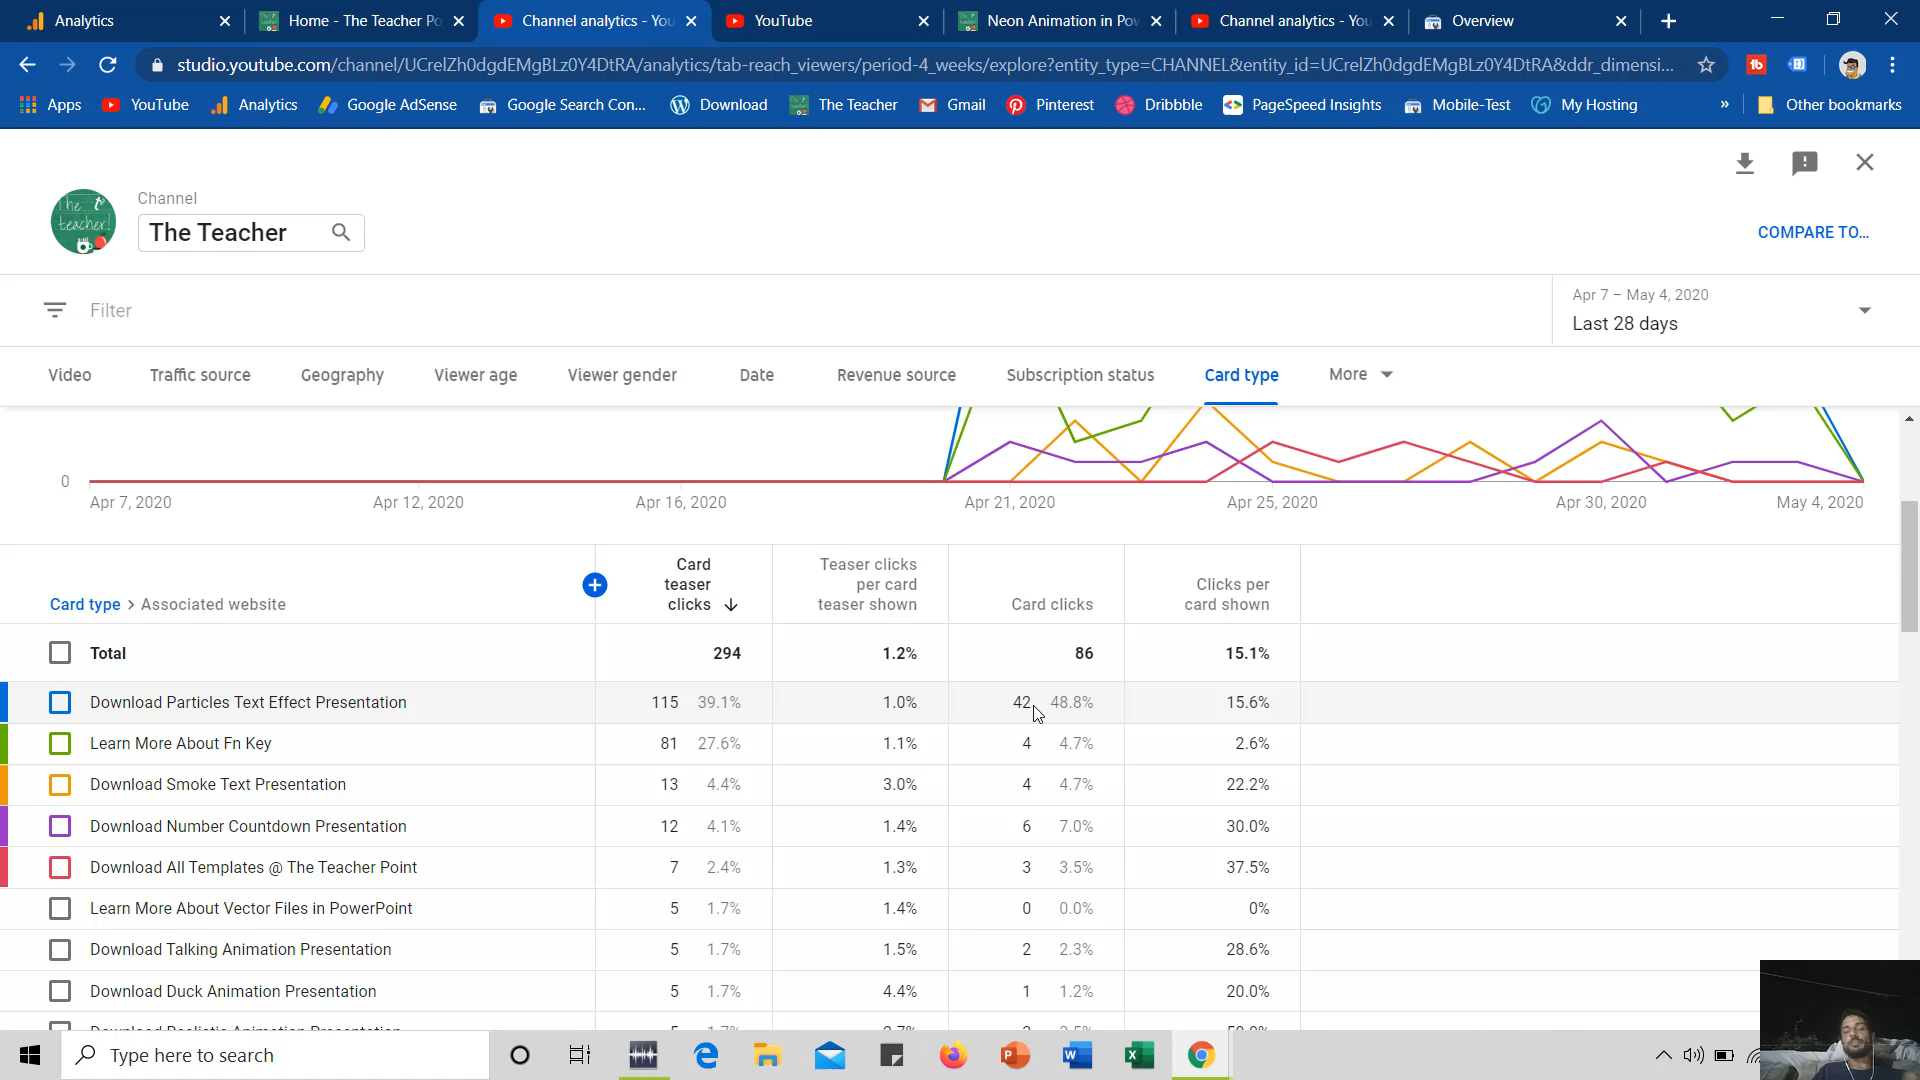 Analytics
Home - The Teacher Po
Channel analytics - You
YouTube
Neon Animation in Pow
Channel analytics - You
Overview
studio.youtube.com/channel/UCrelZh0dgdEMgBLz0Y4DtRA/analytics/tab-reach_viewers/period-4_weeks/explore?entity_type=CHANNEL&entity_id=UCrelZh0dgdEMgBLz0Y4DtRA&ddr_dimensi...
Apps
YouTube
Analytics
Google AdSense
Google Search Con...
Download
The Teacher
Gmail
Pinterest
Dribbble
PageSpeed Insights
Mobile-Test
My Hosting
»
Other bookmarks
The t
teacher!
Channel
The Teacher
COMPARE TO...
Filter
Apr 7 – May 4, 2020
Last 28 days
Video
Traffic source
Geography
Viewer age
Viewer gender
Date
Revenue source
Subscription status
Card type
More
0
Apr 7, 2020
Apr 12, 2020
Apr 16, 2020
Apr 21, 2020
Apr 25, 2020
Apr 30, 2020
May 4, 2020
Card type > Associated website
Card
teaser
clicks
Teaser clicks
per card
teaser shown
Card clicks
Clicks per
card shown
Total 294 1.2% 86 15.1%
Download Particles Text Effect Presentation 115 39.1% 1.0% 42 48.8% 15.6%
Learn More About Fn Key 81 27.6% 1.1% 4 4.7% 2.6%
Download Smoke Text Presentation 13 4.4% 3.0% 4 4.7% 22.2%
Download Number Countdown Presentation 12 4.1% 1.4% 6 7.0% 30.0%
Download All Templates @ The Teacher Point 7 2.4% 1.3% 3 3.5% 37.5%
Learn More About Vector Files in PowerPoint 5 1.7% 1.4% 0 0.0% 0%
Download Talking Animation Presentation 5 1.7% 1.5% 2 2.3% 28.6%
Download Duck Animation Presentation 5 1.7% 4.4% 1 1.2% 20.0%
Type here to search